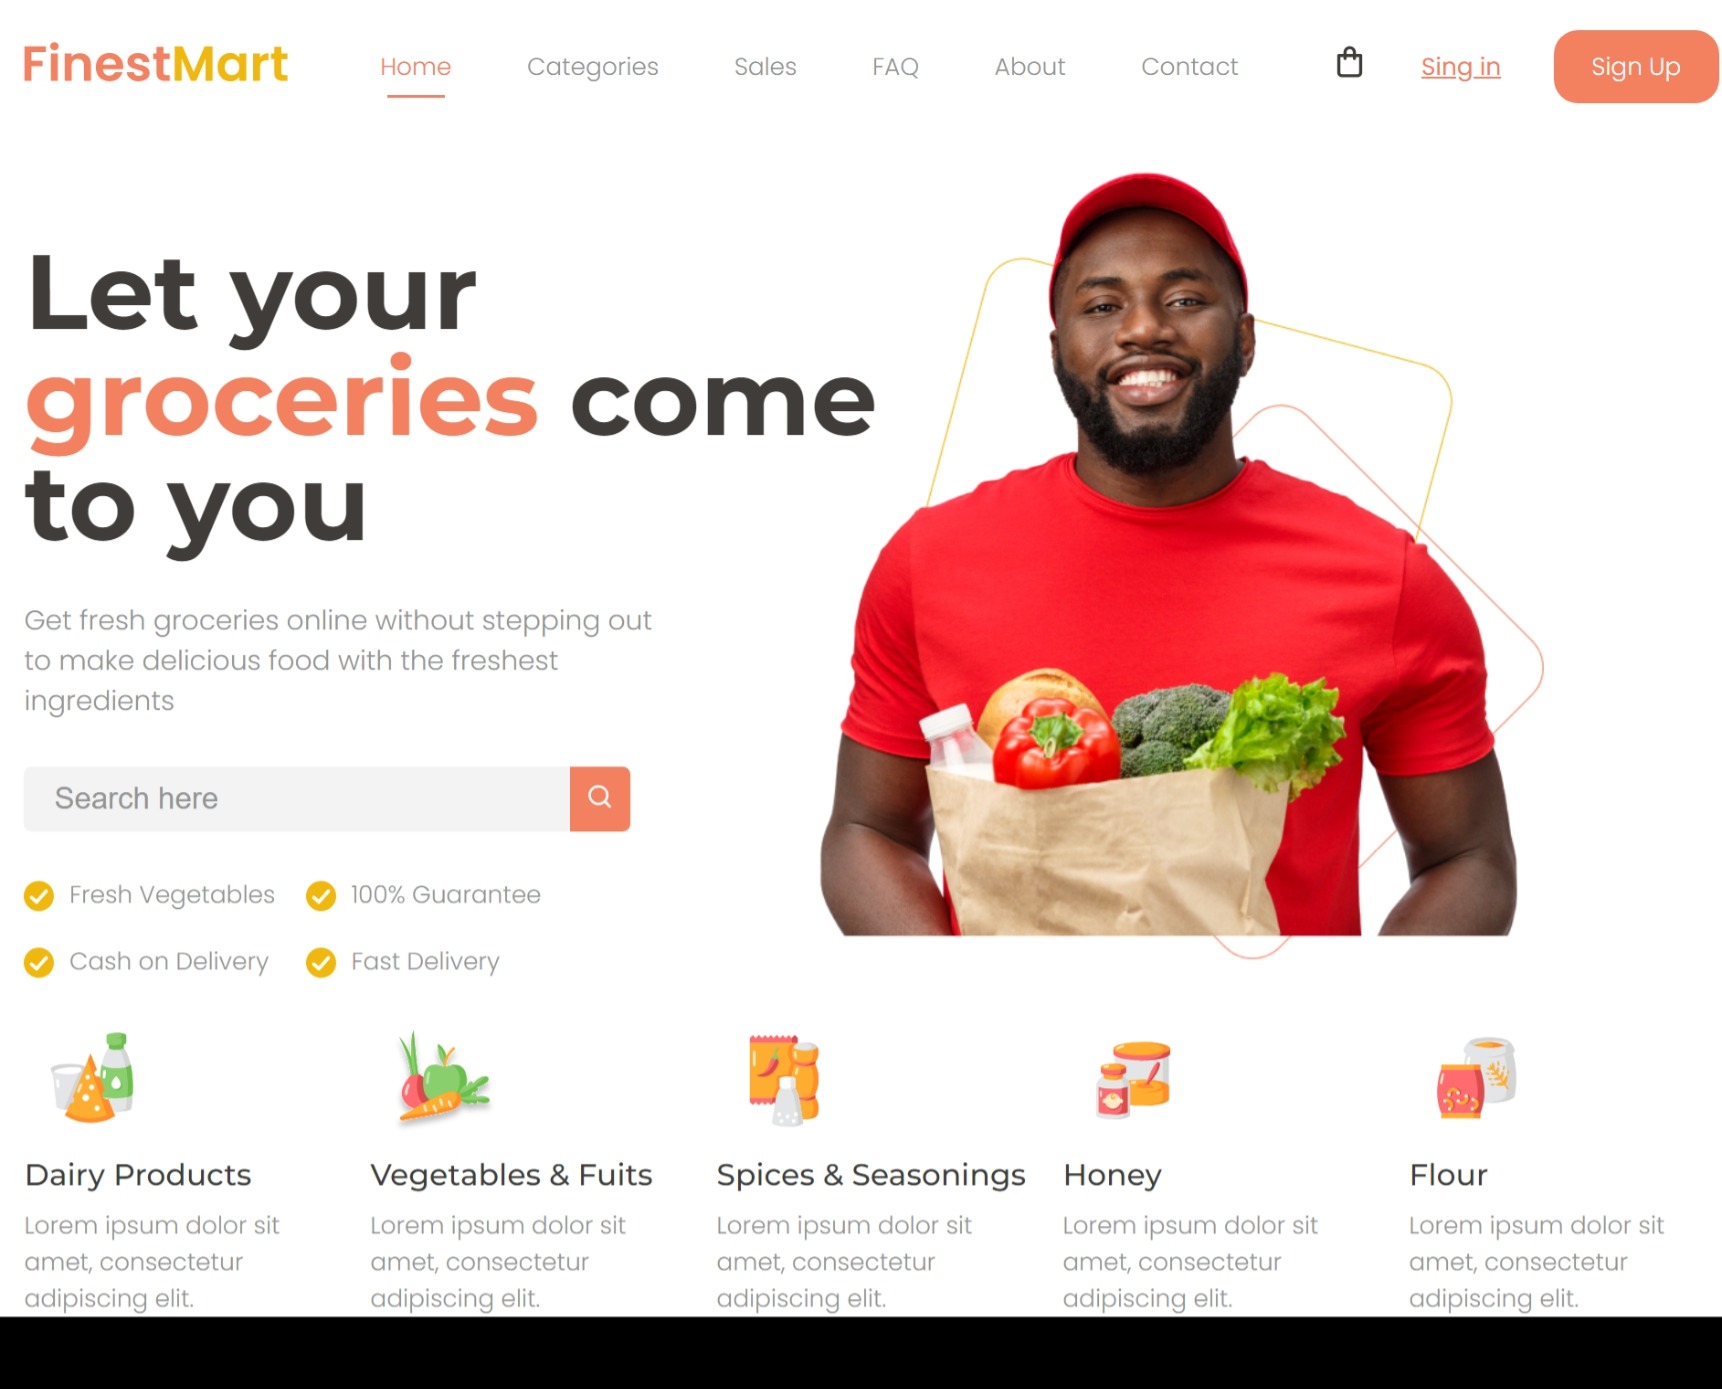 FinestMart
Home
Categories
Sales
FAQ
About
Contact
Sing in
Sign Up
Let your
groceries come
to you
Get fresh groceries online without stepping out
to make delicious food with the freshest
ingredients
Search here
Fresh Vegetables
100% Guarantee
Cash on Delivery
Fast Delivery
Dairy Products
Lorem ipsum dolor sit
amet, consectetur
adipiscing elit.
Vegetables & Fuits
Lorem ipsum dolor sit
amet, consectetur
adipiscing elit.
Spices & Seasonings
Lorem ipsum dolor sit
amet, consectetur
adipiscing elit.
Honey
Lorem ipsum dolor sit
amet, consectetur
adipiscing elit.
Flour
Lorem ipsum dolor sit
amet, consectetur
adipiscing elit.